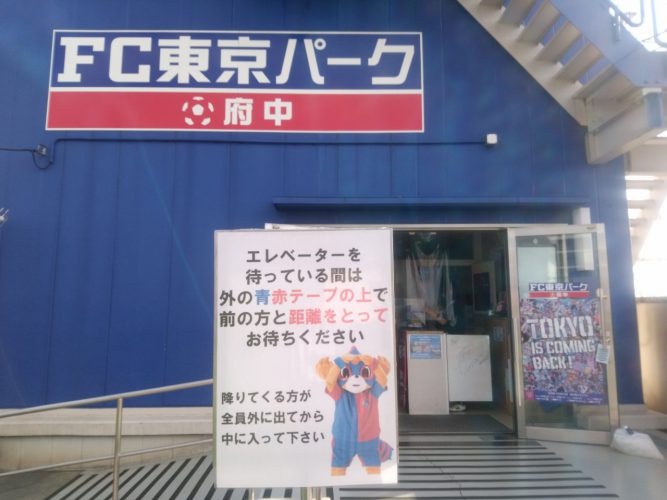 FC東京パーク
府中
エレベーターを
待っている間は
外の青赤テープの上で
前の方と距離をとって
お待ちください
降りてくる方が
全員外に出てから
中に入って下さい
FC東京パーク
府中
TOKYO
IS COMING
BACK!